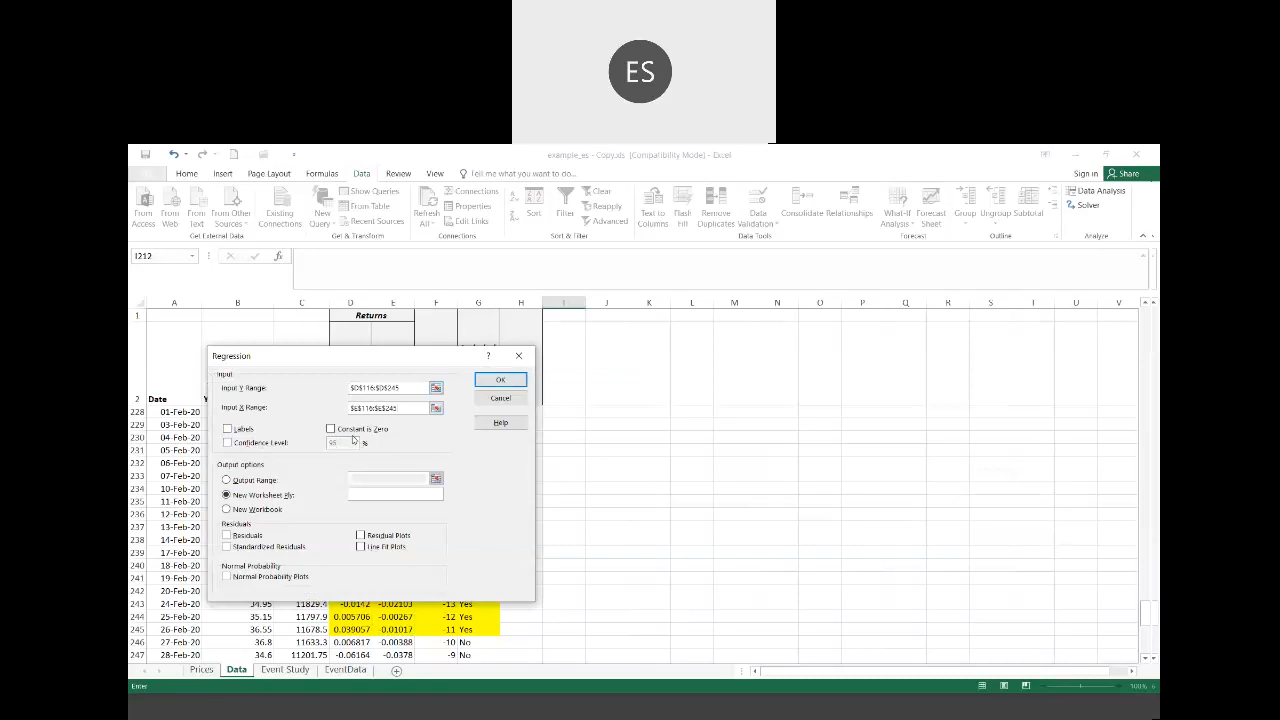 ES
example_es - Copy.xls [Compatibility Mode] - Excel
Home Insert Page Layout Formulas Data Review View Tell me what you want to do... Sign in Share
From Access
From Web
From Text
From Other Sources
Existing Connections
Get External Data
New Query
Show Queries
From Table
Recent Sources
Get & Transform
Refresh All
Connections
Properties
Edit Links
Connections
Sort
Filter
Clear
Reapply
Advanced
Sort & Filter
Text to Columns
Flash Fill
Remove Duplicates
Data Validation
Consolidate
Relationships
Data Tools
What-If Analysis
Forecast Sheet
Forecast
Group
Ungroup
Subtotal
Outline
Data Analysis
Solver
Analyze
I212 fx
A B C D E F G H I J K L M N O P Q R S T U V
1 Returns
2 Date
Regression ? ×
Input
Input Y Range: $D$116:$D$245
Input X Range: $E$116:$E$245
Labels Constant is Zero
Confidence Level: 95 %
Output options
Output Range:
New Worksheet Ply:
New Workbook
Residuals
Residuals Residual Plots
Standardized Residuals Line Fit Plots
Normal Probability
Normal Probability Plots
OK
Cancel
Help
228 01-Feb-20
229 03-Feb-20
230 04-Feb-20
231 05-Feb-20
232 06-Feb-20
233 07-Feb-20
234 10-Feb-20
235 11-Feb-20
236 12-Feb-20
237 13-Feb-20
238 14-Feb-20
239 17-Feb-20
240 18-Feb-20
241 19-Feb-20
242 20-Feb-20
243 24-Feb-20 34.95 11829.4 -0.0142 -0.02103 -13 Yes
244 25-Feb-20 35.15 11797.9 0.005706 -0.00267 -12 Yes
245 26-Feb-20 36.55 11678.5 0.039057 -0.01017 -11 Yes
246 27-Feb-20 36.8 11633.3 0.006817 -0.00388 -10 No
247 28-Feb-20 34.6 11201.75 -0.06164 -0.0378 -9 No
Prices Data Event Study EventData
Enter 100%